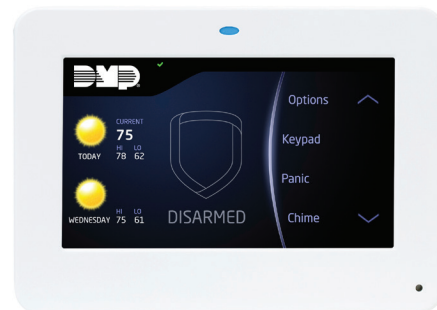 DMP
CURRENT
75
HI LO
TODAY 78 62
HI LO
WEDNESDAY 75 61
DISARMED
Options
Keypad
Panic
Chime